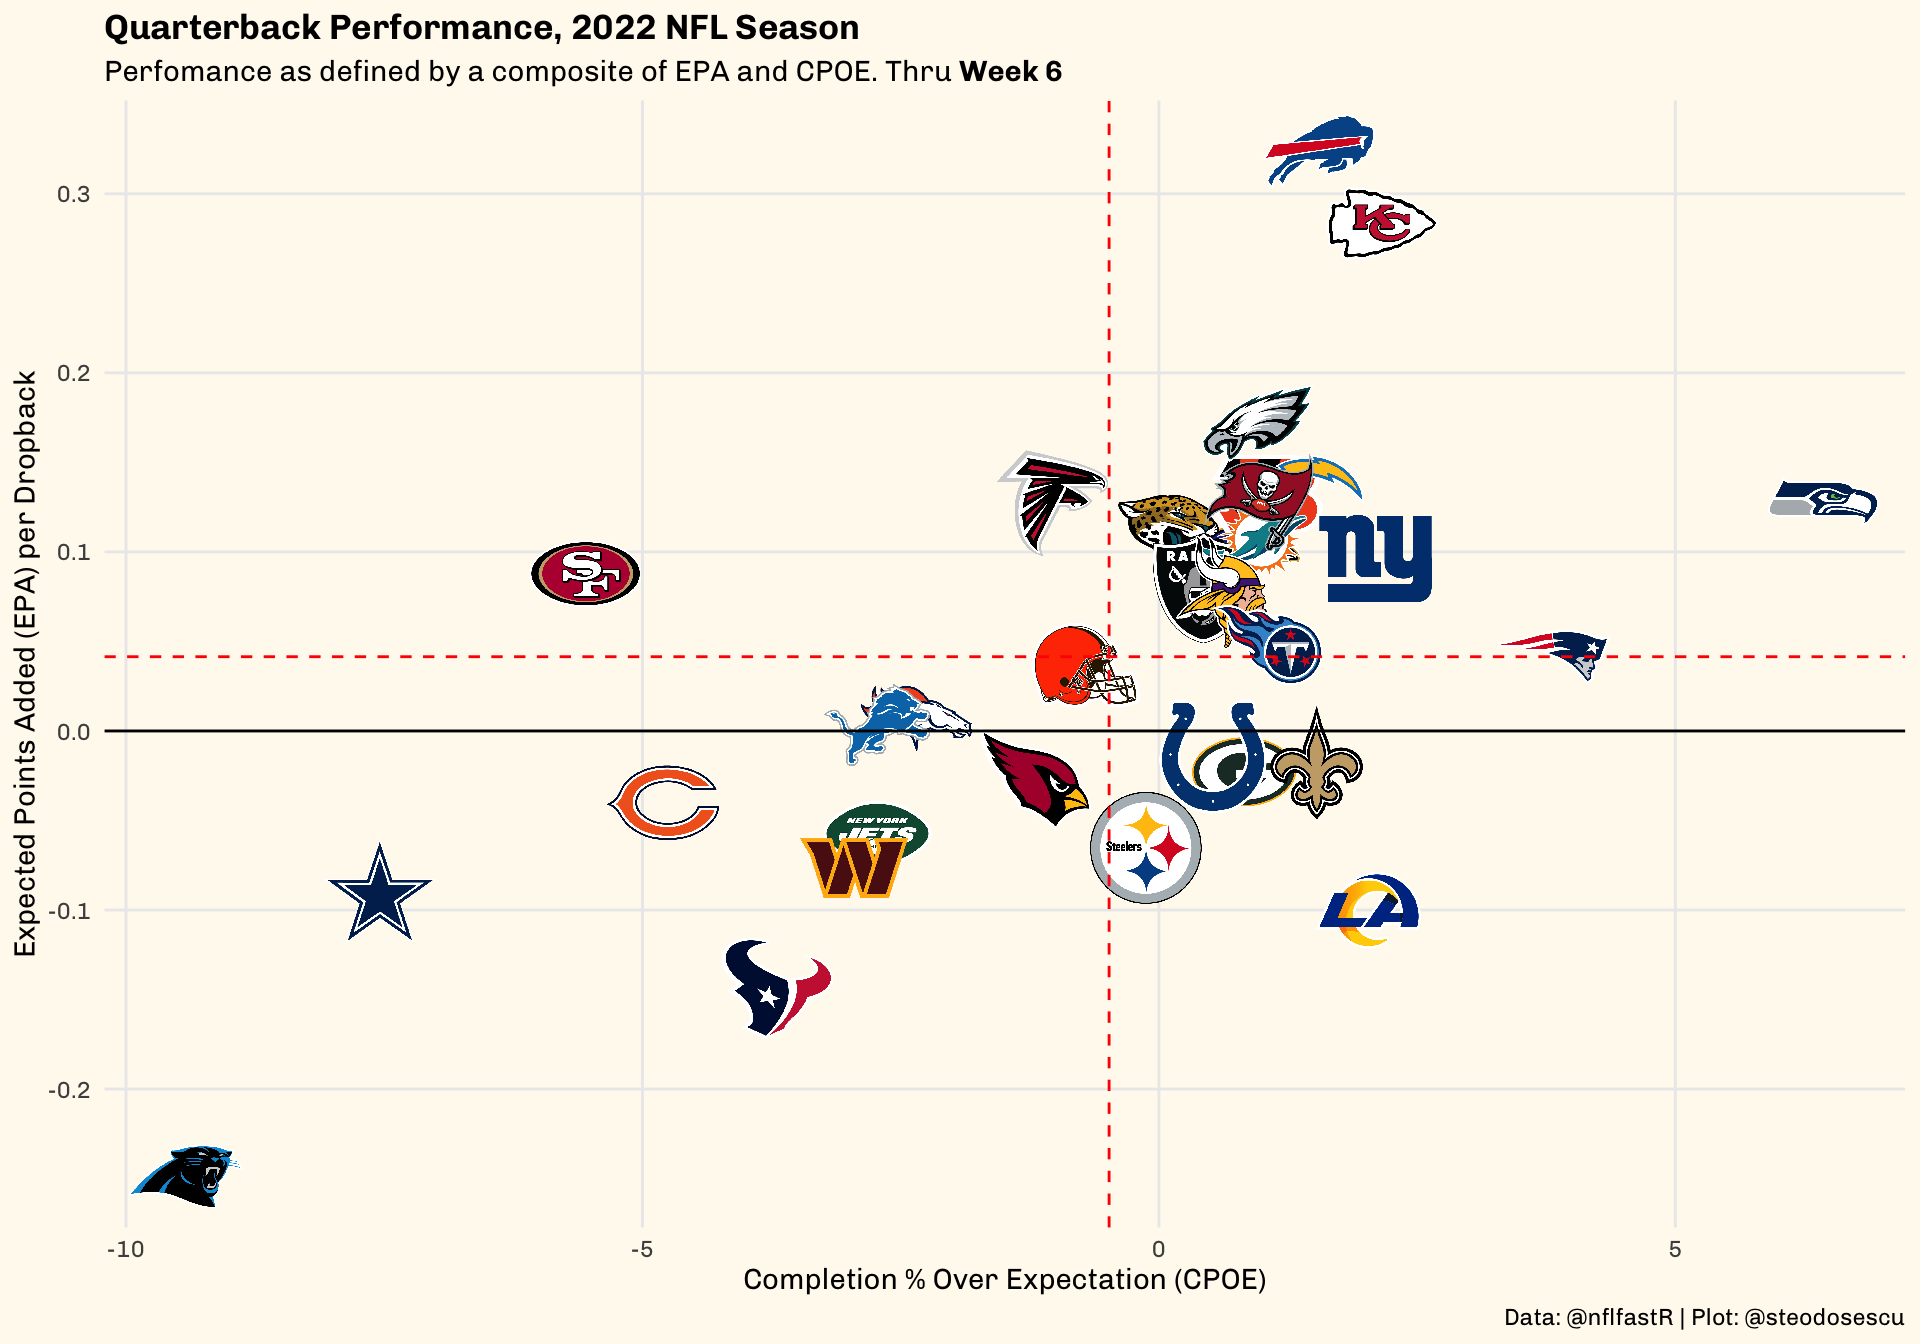 Quarterback Performance, 2022 NFL Season
Perfomance as defined by a composite of EPA and CPOE. Thru Week 6
Expected Points Added (EPA) per Dropback
0.3
0.2
0.1
0.0
-0.1
-0.2
KC
SF
RAI
ny
T
NEW YORK
JETS
W
Steelers
LA
-10
-5
0
5
Completion % Over Expectation (CPOE)
Data: @nflfastR | Plot: @steodosescu